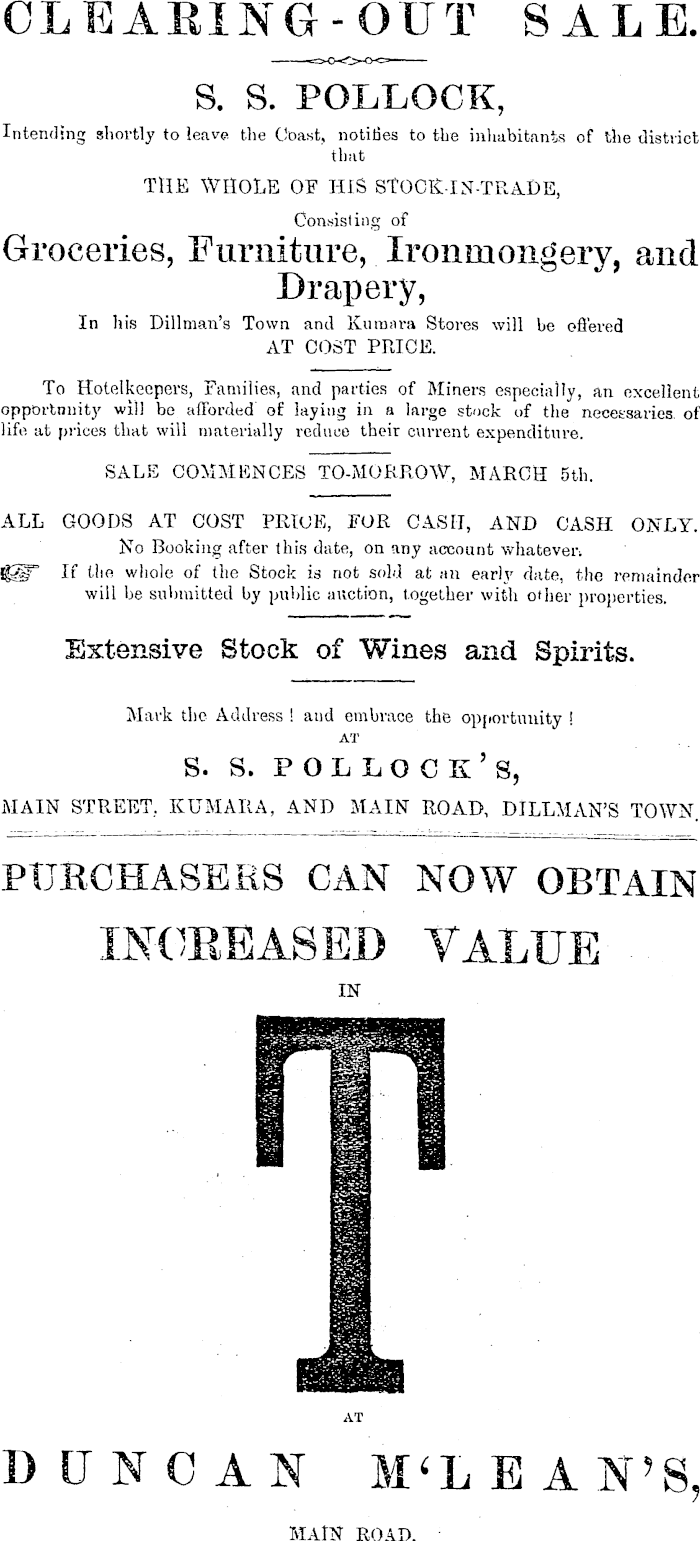 CLEARING-OUT SALE.
S. S. POLLOCK,
Intending shortly to leave the Coast, notifies to the inhabitants of the district
that
THE WHOLE OF HIS STOCK-IN-TRADE,
Consisting of
Groceries, Furniture, Ironmongery, and
Drapery,
In his Dillman's Town and Kumara Stores will be offered
AT COST PRICE.
To Hotelkeepers, Families, and parties of Miners especially, an excellent
opportunity will be afforded of laying in a large stock of the necessaries of
life at prices that will materially reduce their current expenditure.
SALE COMMENCES TO-MORROW, MARCH 5th.
ALL GOODS AT COST PRICE, FOR CASH, AND CASH ONLY.
No Booking after this date, on any account whatever.
☞ If the whole of the Stock is not sold at an early date, the remainder
will be submitted by public auction, together with other properties.
Extensive Stock of Wines and Spirits.
Mark the Address! and embrace the opportunity!
AT
S. S. POLLOCK'S,
MAIN STREET, KUMARA, AND MAIN ROAD, DILLMAN'S TOWN.
PURCHASERS CAN NOW OBTAIN
INCREASED VALUE
IN
T
AT
DUNCAN M‘LEAN'S,
MAIN ROAD.